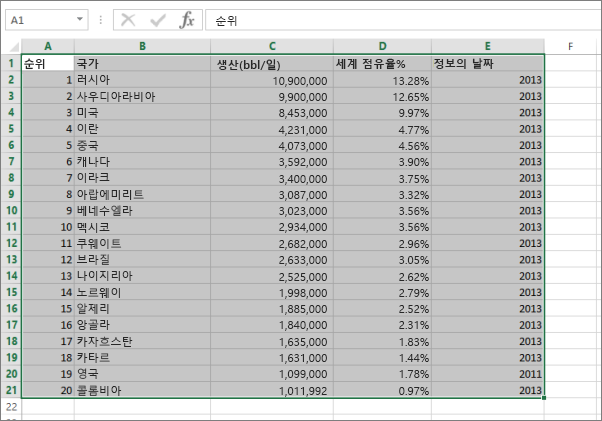 A1 fx 순위
A B C D E F
1 순위 국가 생산(bbl/일) 세계 점유율% 정보의 날짜
2 1 러시아 10,900,000 13.28% 2013
3 2 사우디아라비아 9,900,000 12.65% 2013
4 3 미국 8,453,000 9.97% 2013
5 4 이란 4,231,000 4.77% 2013
6 5 중국 4,073,000 4.56% 2013
7 6 캐나다 3,592,000 3.90% 2013
8 7 이라크 3,400,000 3.75% 2013
9 8 아랍에미리트 3,087,000 3.32% 2013
10 9 베네수엘라 3,023,000 3.56% 2013
11 10 멕시코 2,934,000 3.56% 2013
12 11 쿠웨이트 2,682,000 2.96% 2013
13 12 브라질 2,633,000 3.05% 2013
14 13 나이지리아 2,525,000 2.62% 2013
15 14 노르웨이 1,998,000 2.79% 2013
16 15 알제리 1,885,000 2.52% 2013
17 16 앙골라 1,840,000 2.31% 2013
18 17 카자흐스탄 1,635,000 1.83% 2013
19 18 카타르 1,631,000 1.44% 2013
20 19 영국 1,099,000 1.78% 2011
21 20 콜롬비아 1,011,992 0.97% 2013
22